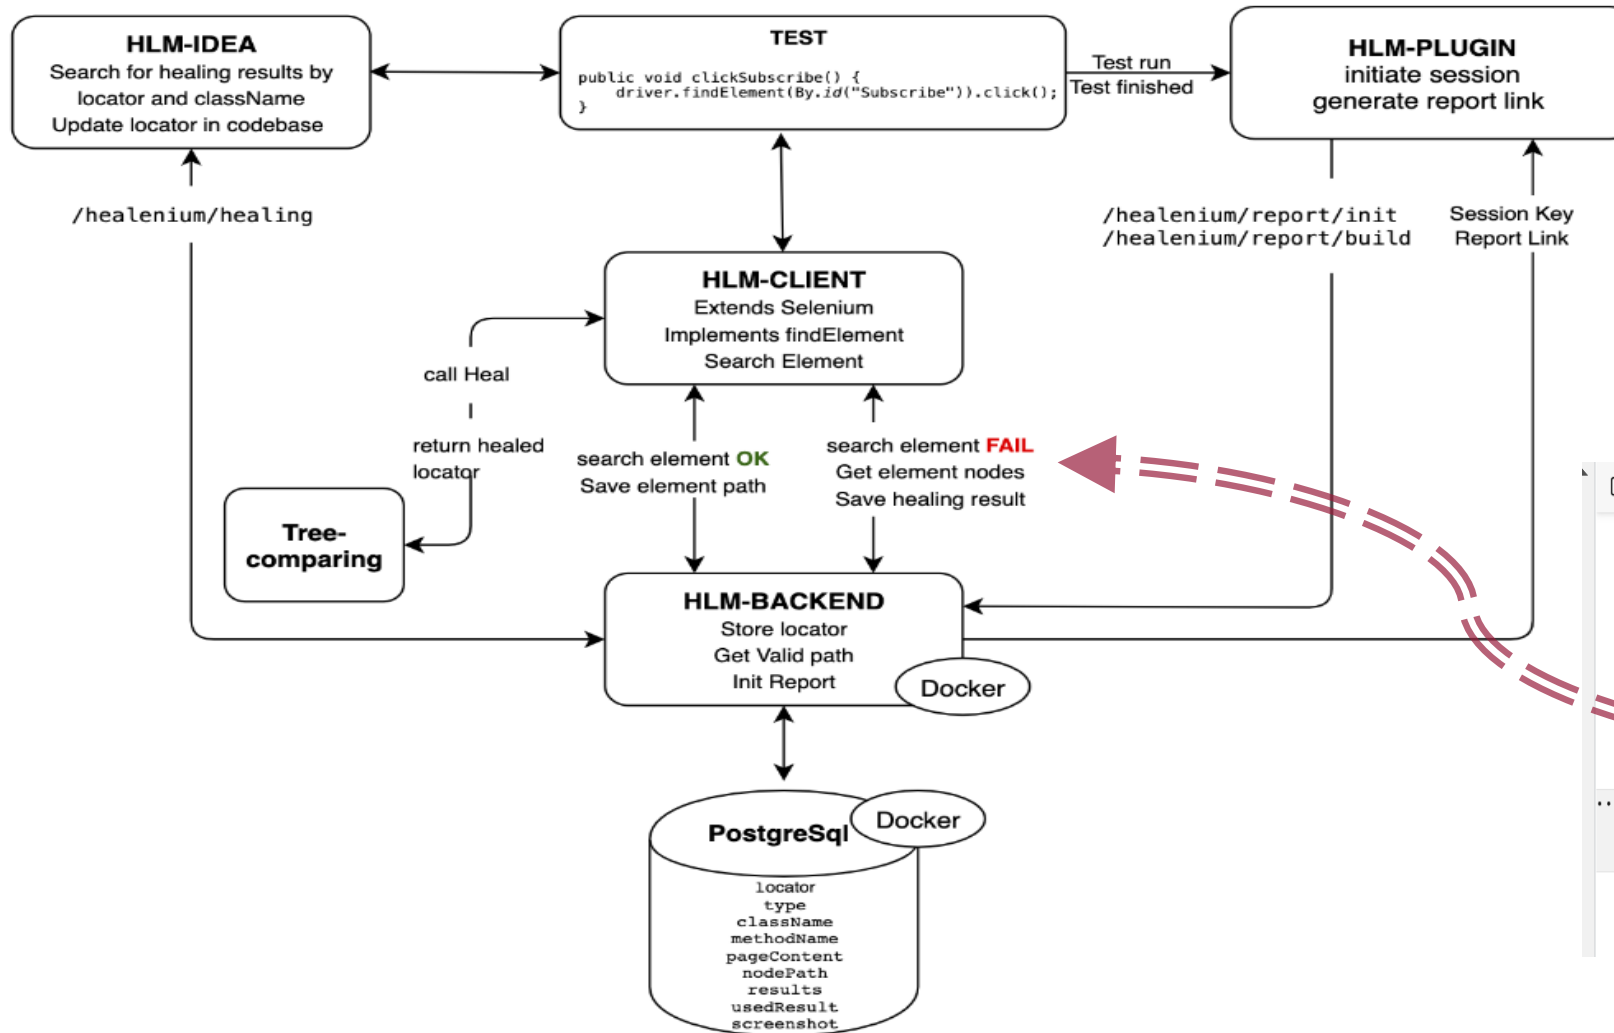 HLM-IDEA
Search for healing results by
locator and className
Update locator in codebase
TEST
public void clickSubscribe() {
driver.findElement(By.id("Subscribe")).click();
}
Test run
Test finished
HLM-PLUGIN
initiate session
generate report link
/healenium/healing
/healenium/report/init
/healenium/report/build
Session Key
Report Link
HLM-CLIENT
Extends Selenium
Implements findElement
Search Element
call Heal
return healed
locator
search element OK
Save element path
search element FAIL
Get element nodes
Save healing result
Tree-
comparing
HLM-BACKEND
Store locator
Get Valid path
Init Report
Docker
PostgreSql
Docker
locator
type
className
methodName
pageContent
nodePath
results
usedResult
screenshot